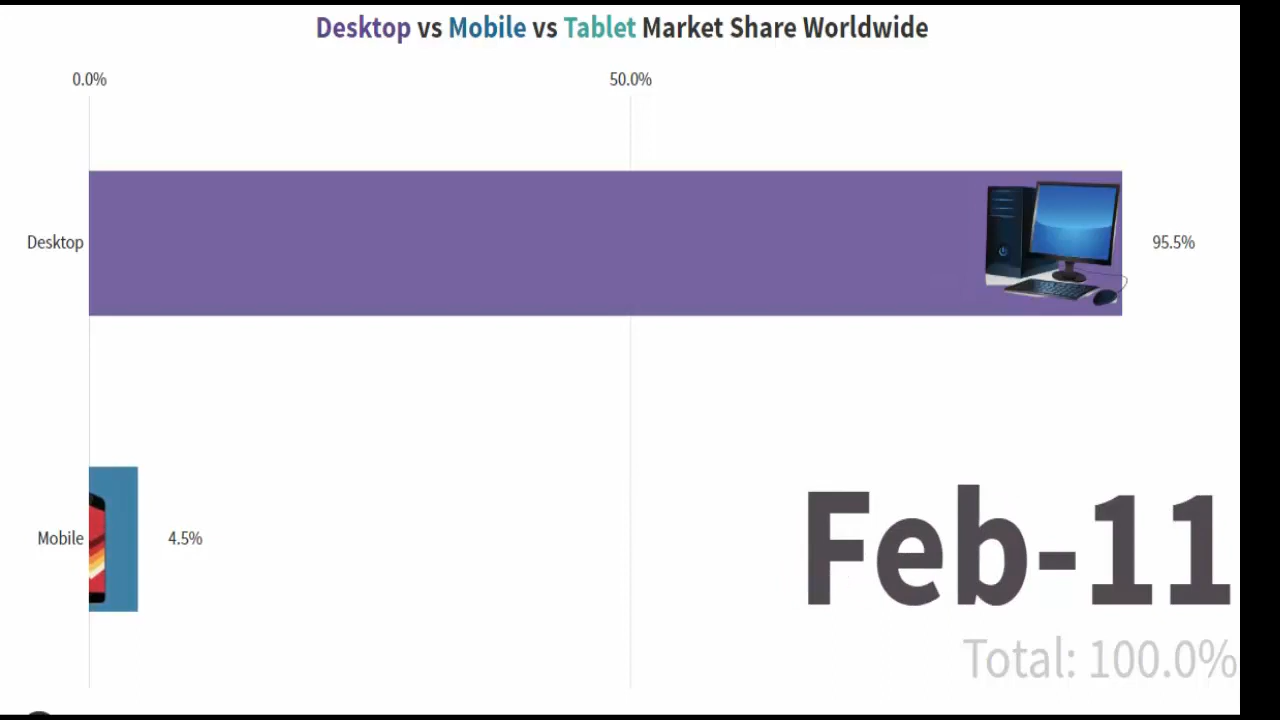 Desktop vs Mobile vs Tablet Market Share Worldwide
0.0% 50.0%
Desktop 95.5%
Mobile 4.5%
Feb-11
Total: 100.0%